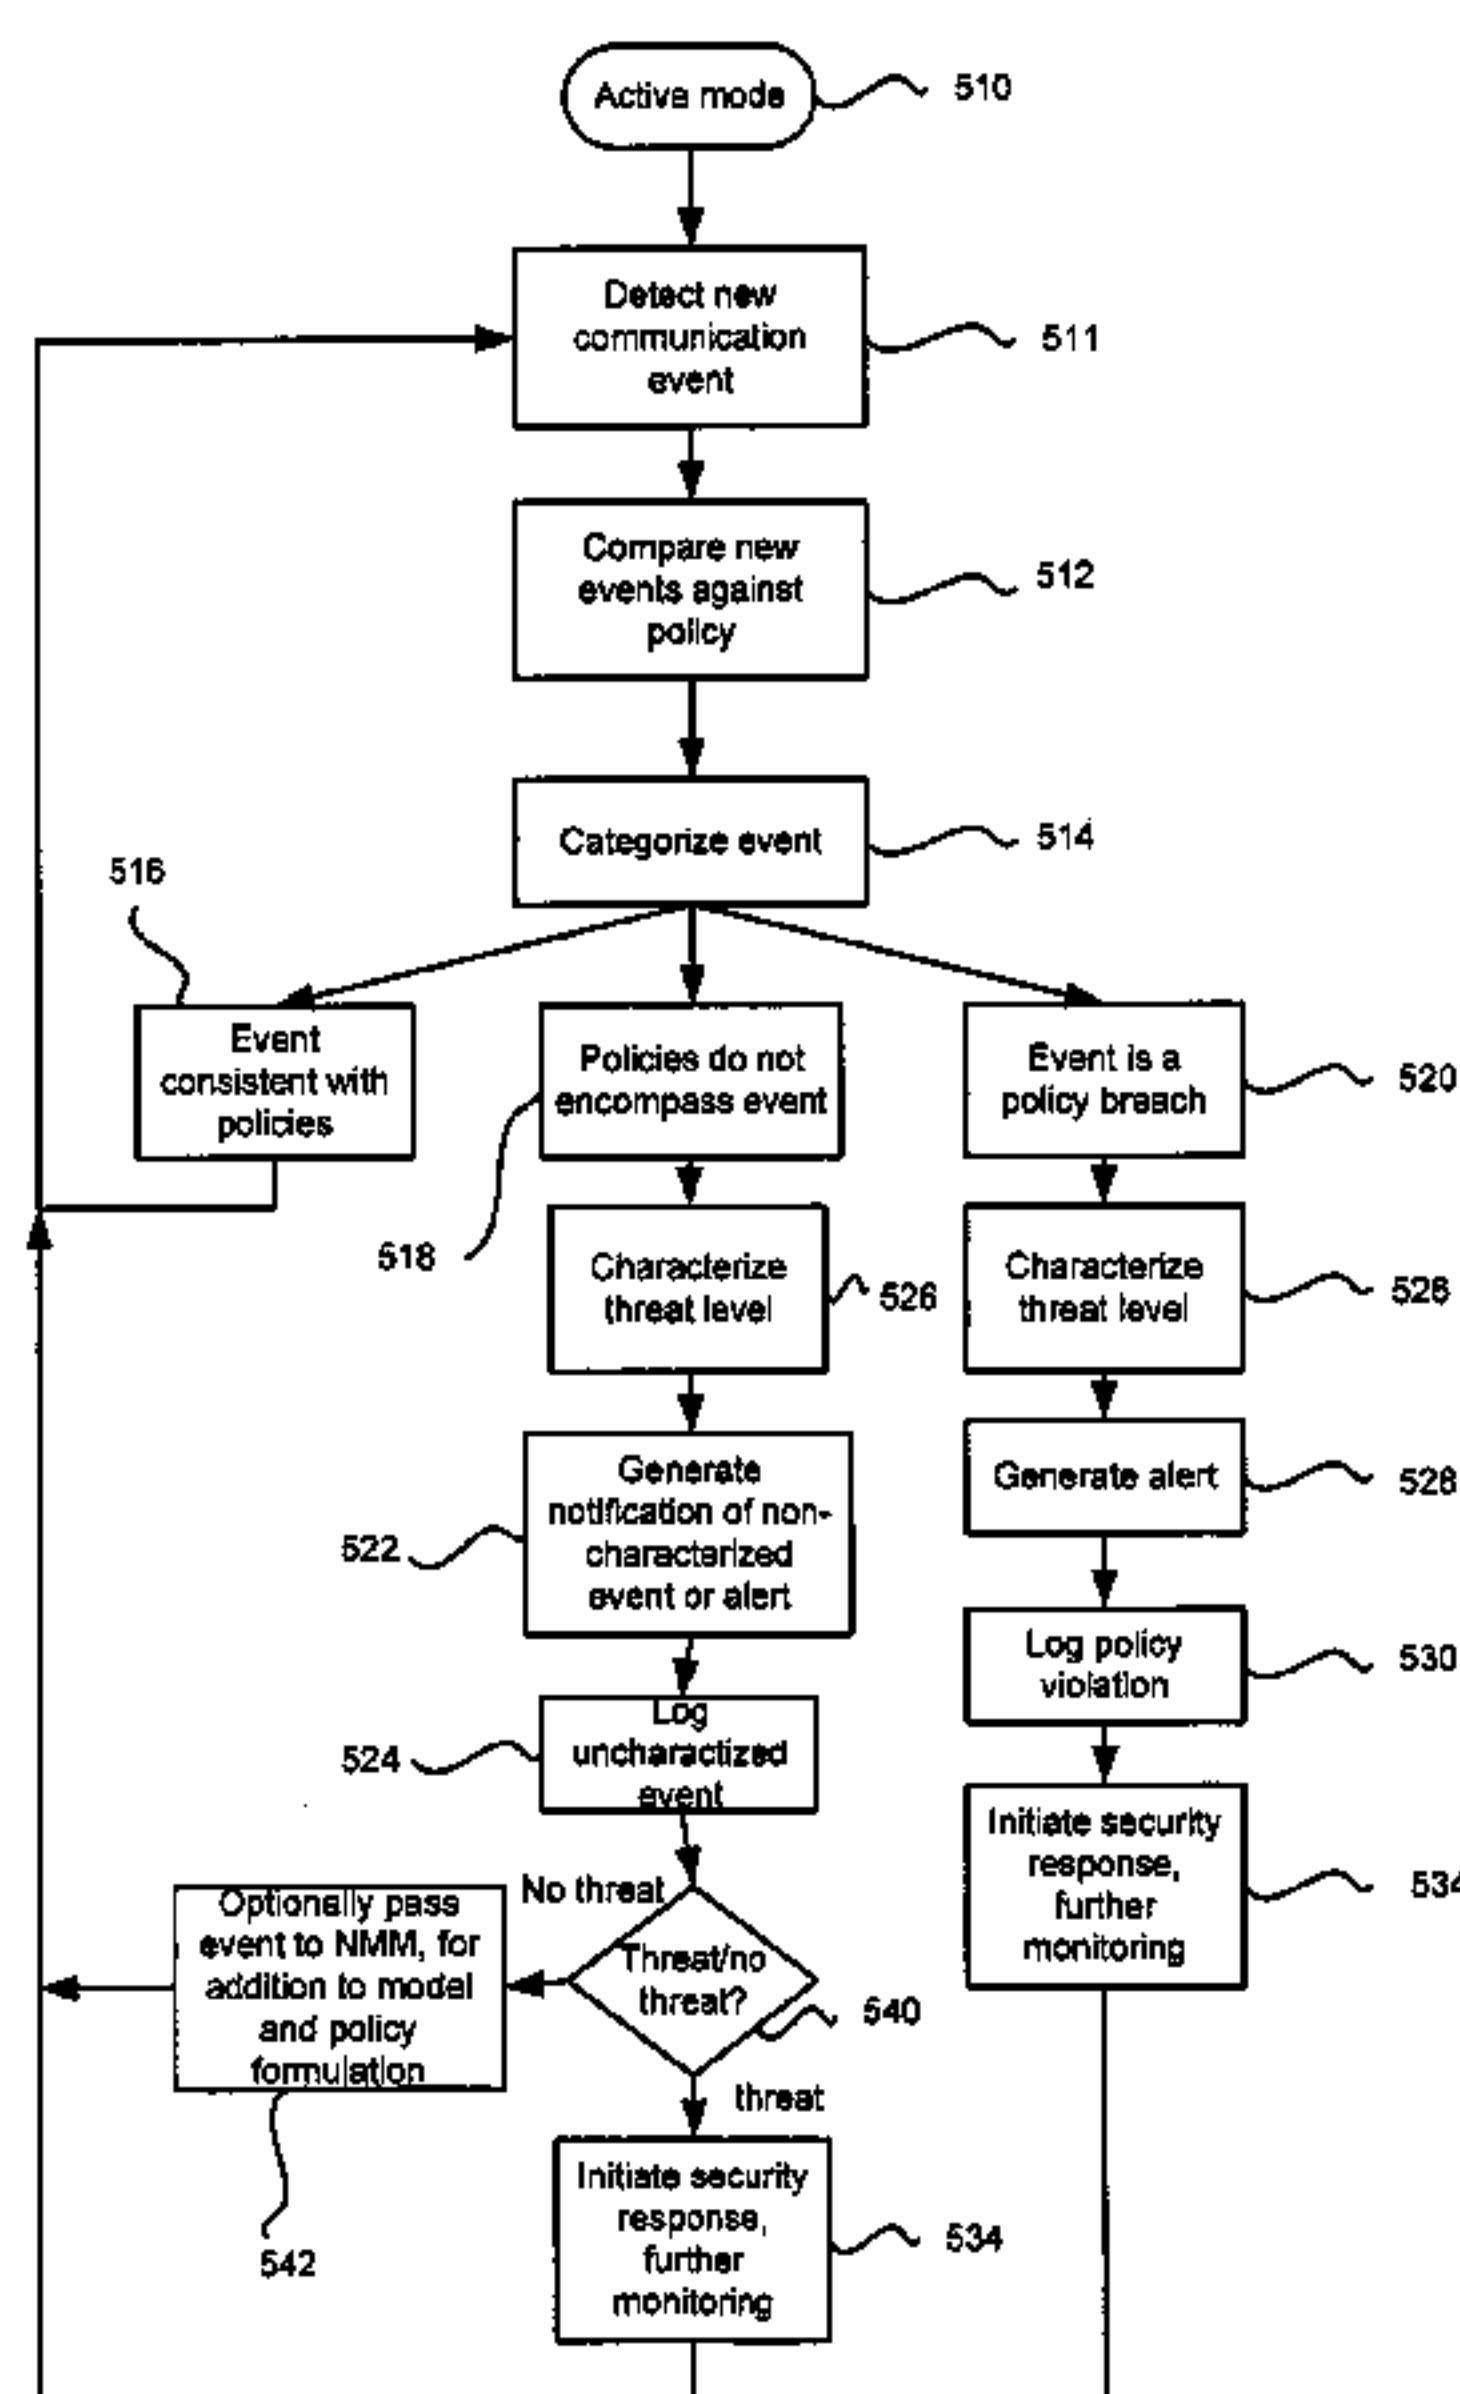 Active mode
510
Detect new
communication
event
511
Compare new
events against
policy
512
Categorize event
514
516
Event
consistent with
policies
Policies do not
encompass event
518
Event is a
policy breach
520
Characterize
threat level
526
Characterize
threat level
526
Generate
notification of non-
characterized
event or alert
522
Generate alert
528
Log policy
violation
530
Log
uncharactized
event
524
Initiate security
response,
further
monitoring
534
No threat
Threat/no
threat?
540
Optionally pass
event to NMM, for
addition to model
and policy
formulation
542
threat
Initiate security
response,
further
monitoring
534